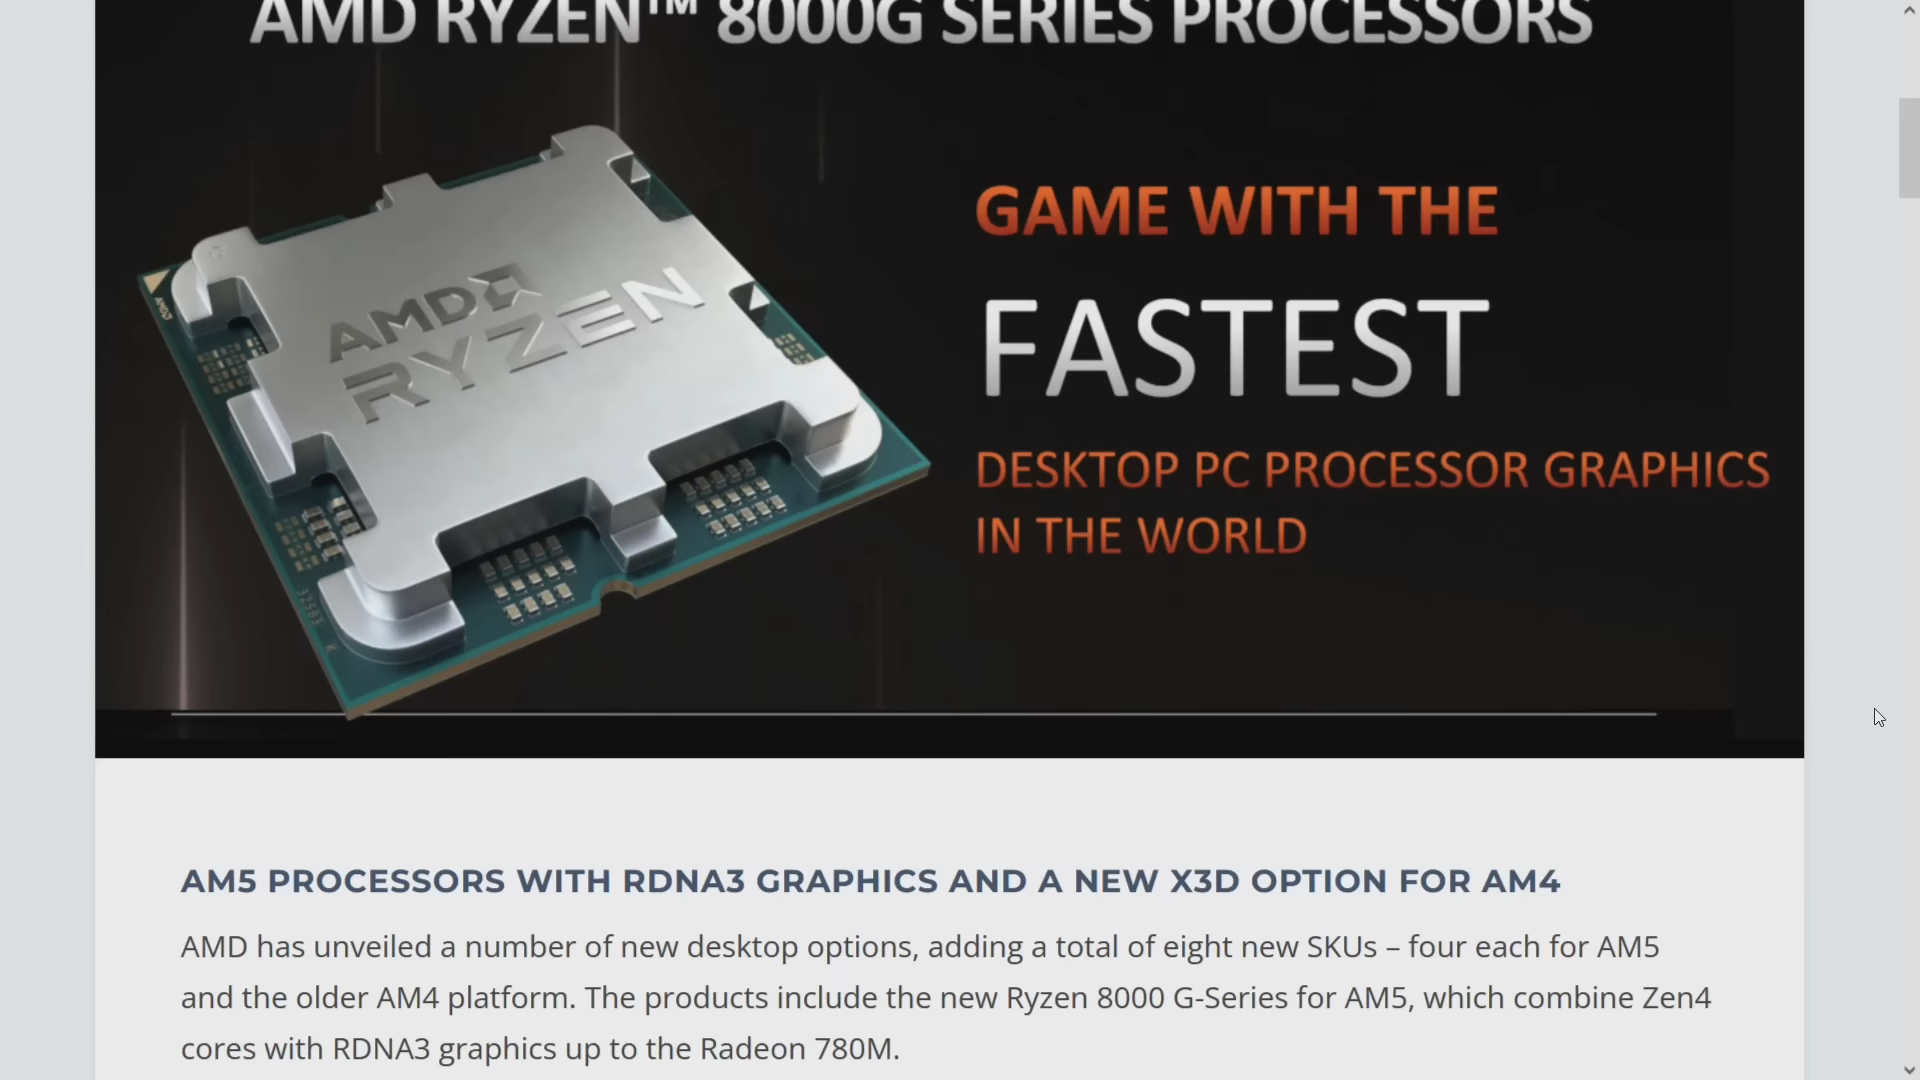 AMD RYZEN™ 8000G SERIES PROCESSORS
GAME WITH THE
FASTEST
DESKTOP PC PROCESSOR GRAPHICS
IN THE WORLD
AMD
RYZEN
AMD
AM5 PROCESSORS WITH RDNA3 GRAPHICS AND A NEW X3D OPTION FOR AM4
AMD has unveiled a number of new desktop options, adding a total of eight new SKUs – four each for AM5
and the older AM4 platform. The products include the new Ryzen 8000 G-Series for AM5, which combine Zen4
cores with RDNA3 graphics up to the Radeon 780M.